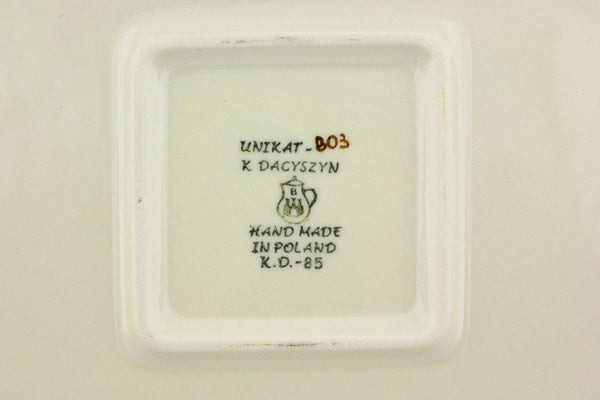 UNIKAT - B03
K DACYSZYN
B
HAND MADE
IN POLAND
K.D.-85